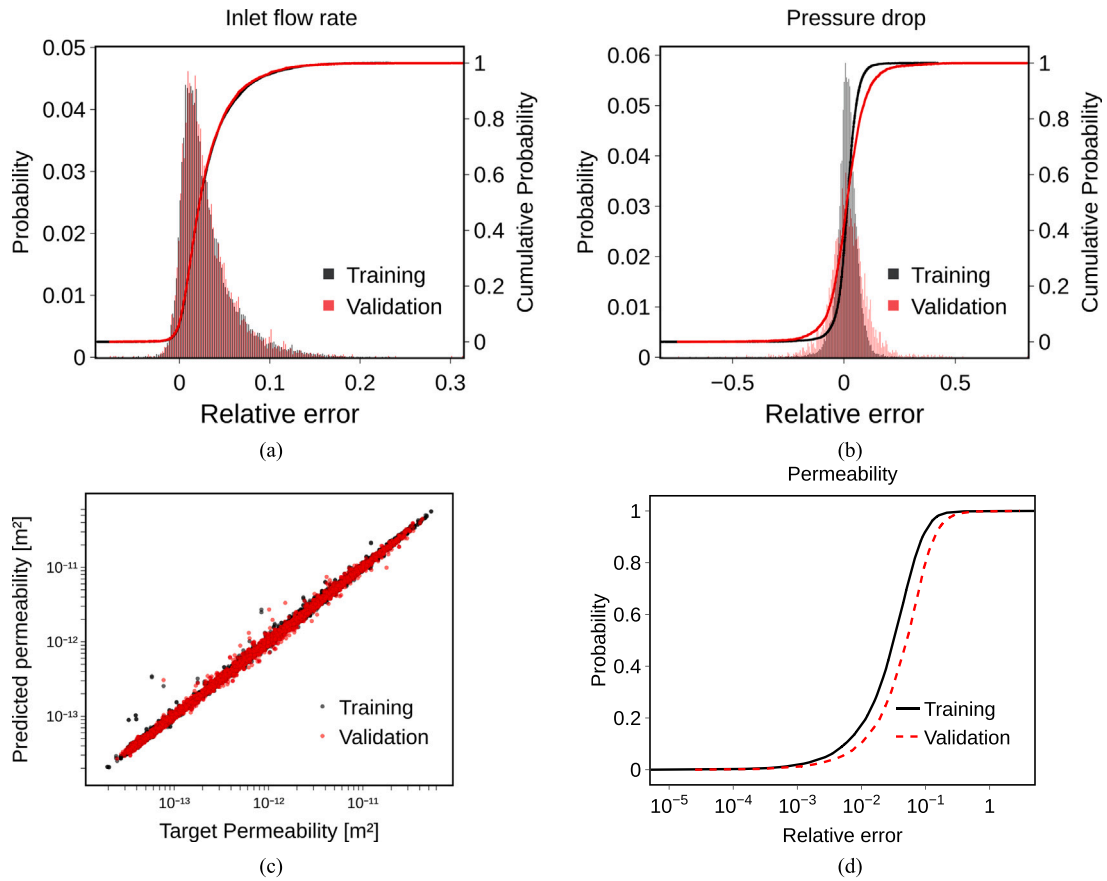 Inlet flow rate
0.05
0.04
0.03
0.02
0.01
0
1
0.8
0.6
0.4
0.2
0
0
0.1
0.2
0.3
Probability
Cumulative Probability
Training
Validation
Relative error
(a)
Pressure drop
0.06
0.05
0.04
0.03
0.02
0.01
0
1
0.8
0.6
0.4
0.2
0
−0.5
0
0.5
Probability
Cumulative Probability
Training
Validation
Relative error
(b)
Predicted permeability [m²]
10⁻¹¹
10⁻¹²
10⁻¹³
10⁻¹³
10⁻¹²
10⁻¹¹
Training
Validation
Target Permeability [m²]
(c)
Permeability
1
0.8
0.6
0.4
0.2
0
10⁻⁵
10⁻⁴
10⁻³
10⁻²
10⁻¹
1
Probability
Training
Validation
Relative error
(d)